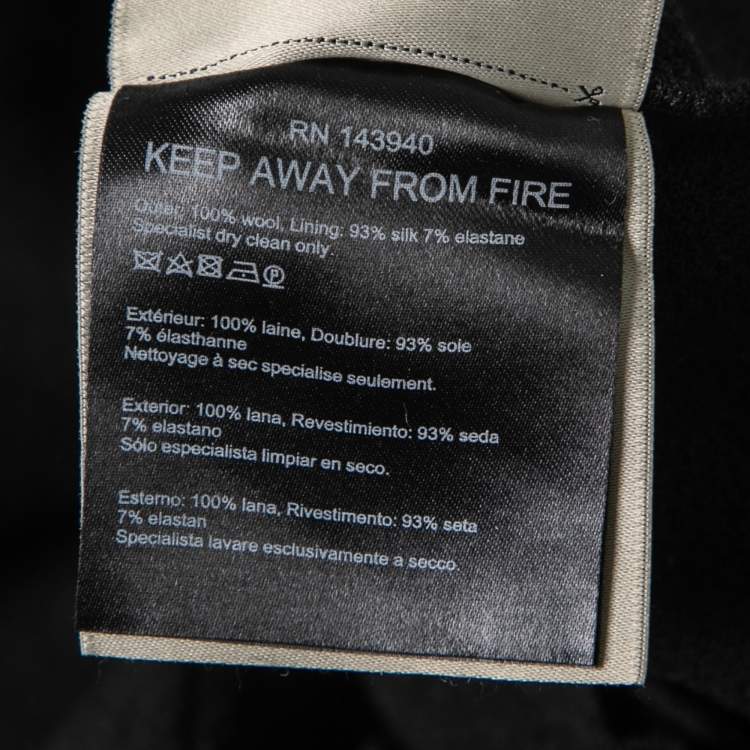 RN 143940
KEEP AWAY FROM FIRE
Outer: 100% wool, Lining: 93% silk 7% elastane
Specialist dry clean only.
P
Extérieur: 100% laine, Doublure: 93% soie
7% élasthanne
Nettoyage à sec specialise seulement.
Exterior: 100% lana, Revestimiento: 93% seda
7% elastano
Sólo especialista limpiar en seco.
Esterno: 100% lana, Rivestimento: 93% seta
7% elastan
Specialista lavare esclusivamente a secco.